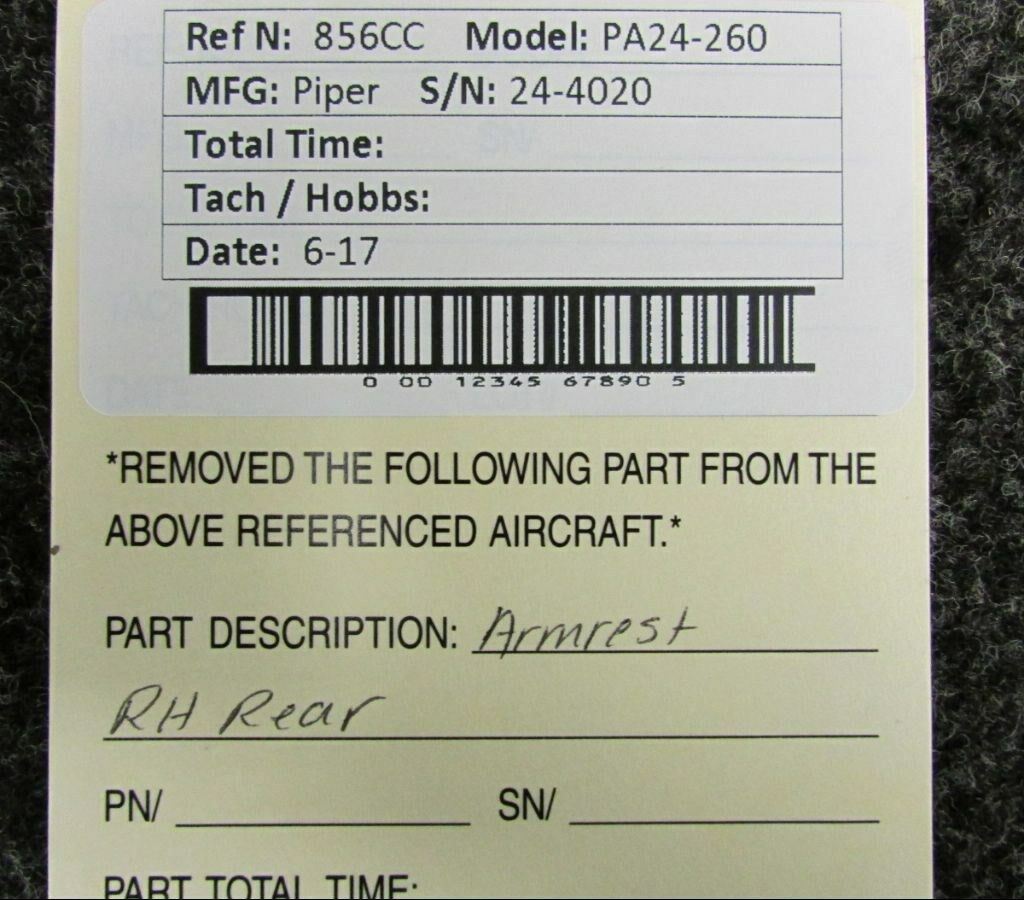 Ref N: 856CC Model: PA24-260
MFG: Piper S/N: 24-4020
Total Time:
Tach / Hobbs:
Date: 6-17
0 00 12345 67890 5
*REMOVED THE FOLLOWING PART FROM THE
ABOVE REFERENCED AIRCRAFT.*
PART DESCRIPTION: Armrest
RH Rear
PN/ SN/
PART TOTAL TIME: